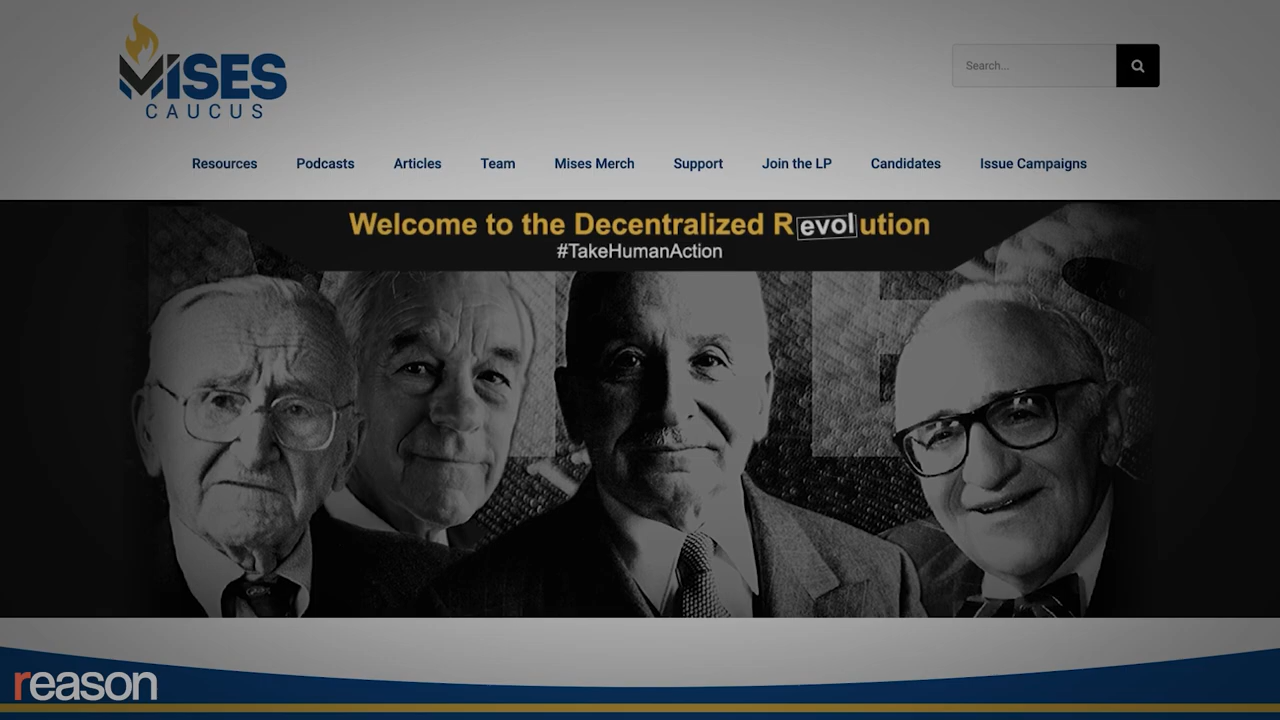 MISES
CAUCUS
Search...
Resources Podcasts Articles Team Mises Merch Support Join the LP Candidates Issue Campaigns
Welcome to the Decentralized Revolution
#TakeHumanAction
ES
reason